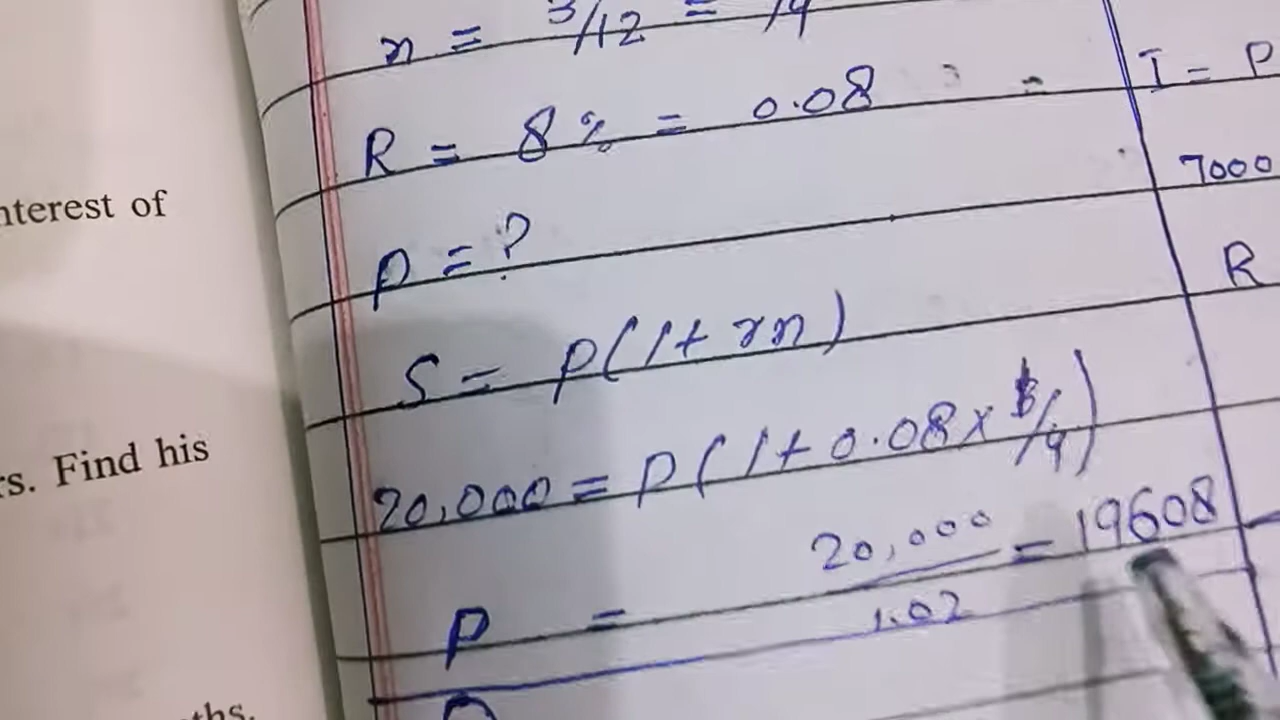 nterest of
rs. Find his
ths.
n = 3/12 = 1/4
R = 8% = 0.08
P = ?
S = P(1 + rn)
20,000 = P(1 + 0.08 × 1/4)
P = 20,000/1.02 = 19608
I = P
7000
R